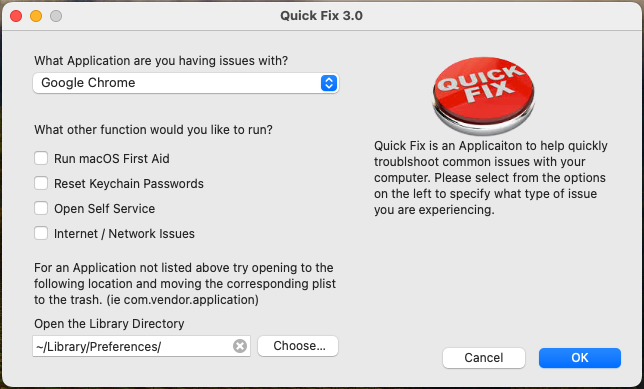 Quick Fix 3.0
What Application are you having issues with?
Google Chrome
What other function would you like to run?
Run macOS First Aid
Reset Keychain Passwords
Open Self Service
Internet / Network Issues
For an Application not listed above try opening to the
following location and moving the corresponding plist
to the trash. (ie com.vendor.application)
Open the Library Directory
~/Library/Preferences/
Choose...
QUICK
FIX
Quick Fix is an Applicaiton to help quickly
troublshoot common issues with your
computer. Please select from the options
on the left to specify what type of issue
you are experiencing.
Cancel
OK